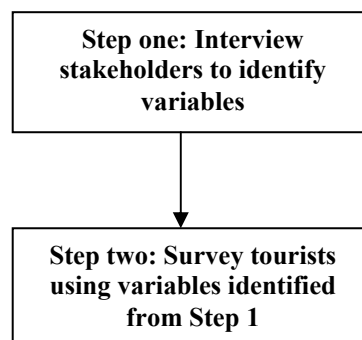 Step one: Interview
stakeholders to identify
variables
Step two: Survey tourists
using variables identified
from Step 1